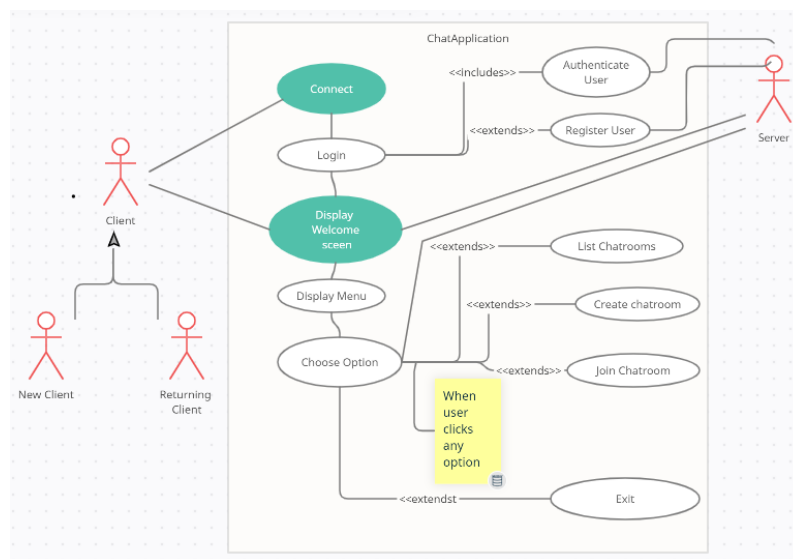 ChatApplication
Connect
<<includes>>
Authenticate
User
Login
<<extends>>
Register User
Server
Client
Display
Welcome
sceen
<<extends>>
List Chatrooms
Display Menu
<<extends>>
Create chatroom
Choose Option
<<extends>>
Join Chatroom
New Client
Returning
Client
When
user
clicks
any
option
<<extendst
Exit